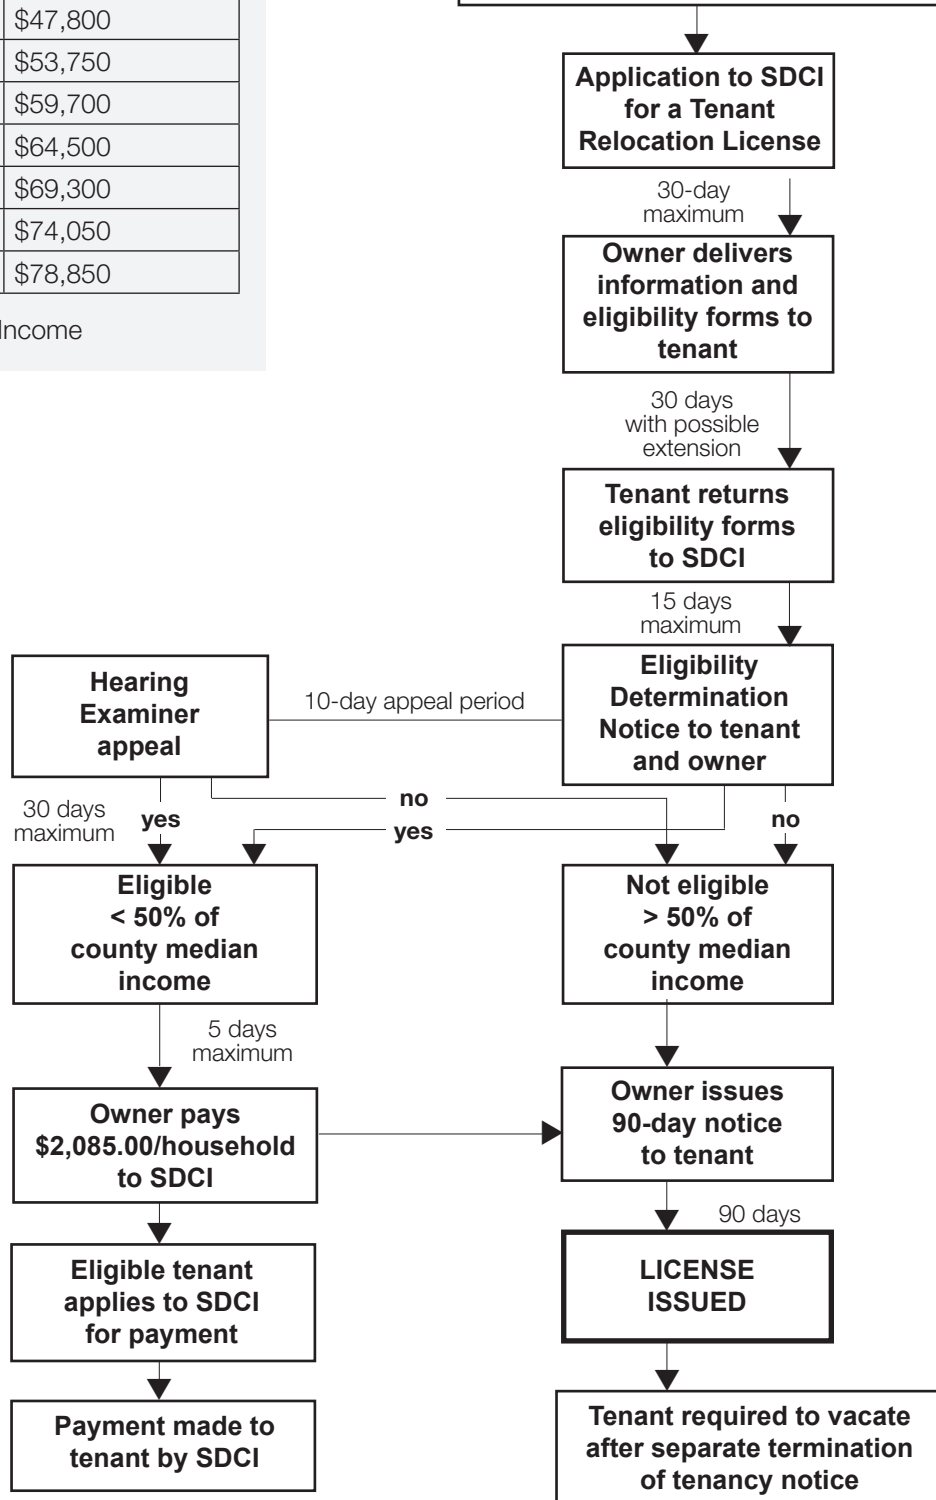 $47,800
$53,750
$59,700
$64,500
$69,300
$74,050
$78,850
Income
Application to SDCI
for a Tenant
Relocation License
30-day
maximum
Owner delivers
information and
eligibility forms to
tenant
30 days
with possible
extension
Tenant returns
eligibility forms
to SDCI
15 days
maximum
Eligibility
Determination
Notice to tenant
and owner
10-day appeal period
Hearing
Examiner
appeal
30 days
maximum
yes
no
yes
no
Eligible
< 50% of
county median
income
Not eligible
> 50% of
county median
income
5 days
maximum
Owner pays
$2,085.00/household
to SDCI
Owner issues
90-day notice
to tenant
90 days
Eligible tenant
applies to SDCI
for payment
LICENSE
ISSUED
Payment made to
tenant by SDCI
Tenant required to vacate
after separate termination
of tenancy notice